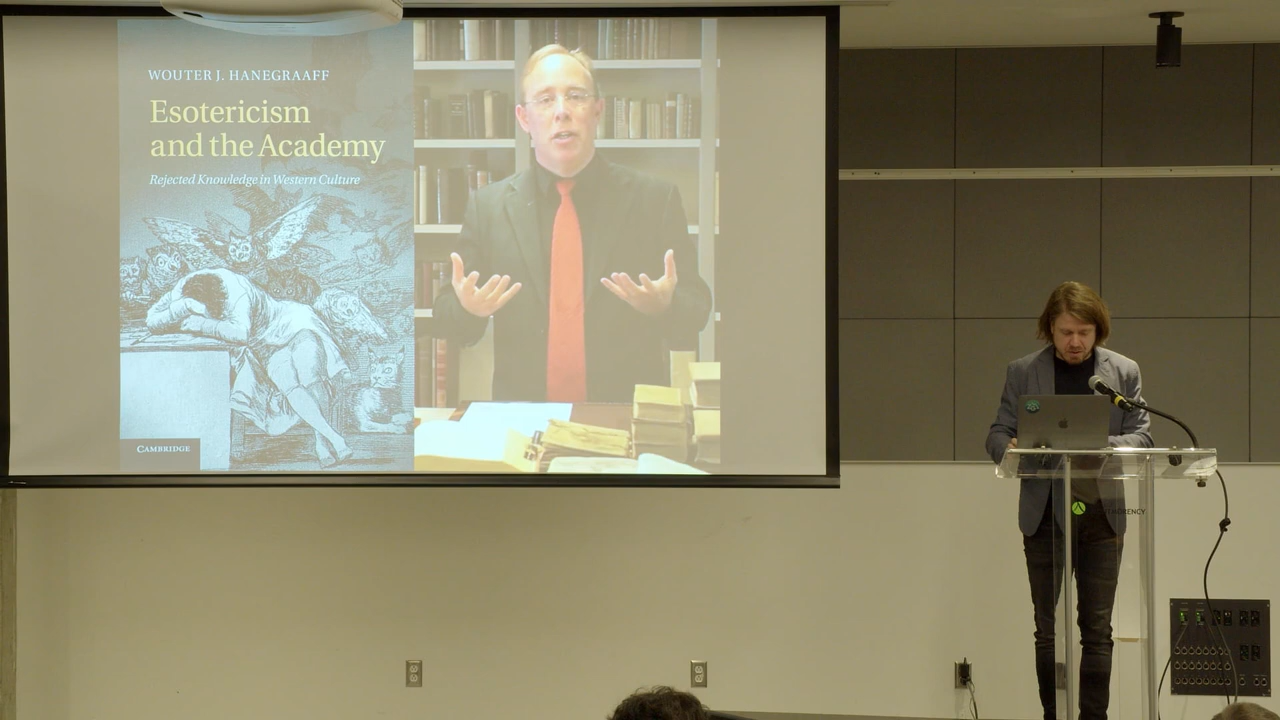 WOUTER J. HANEGRAAFF
Esotericism
and the Academy
Rejected Knowledge in Western Culture
CAMBRIDGE